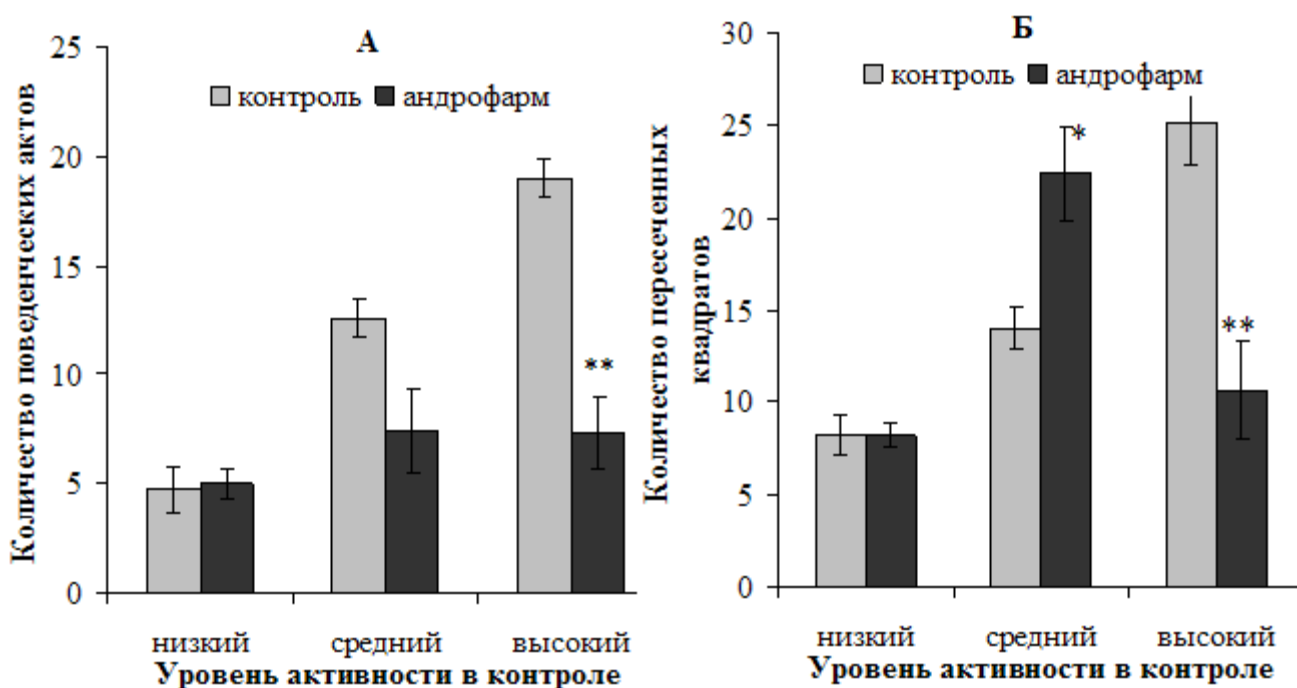 А
контроль андрофарм
Количество поведенческих актов
25
20
15
10
5
0
**
низкий средний высокий
Уровень активности в контроле
Б
контроль андрофарм
Количество пересеченных
квадратов
30
25
20
15
10
5
0
*
**
низкий средний высокий
Уровень активности в контроле